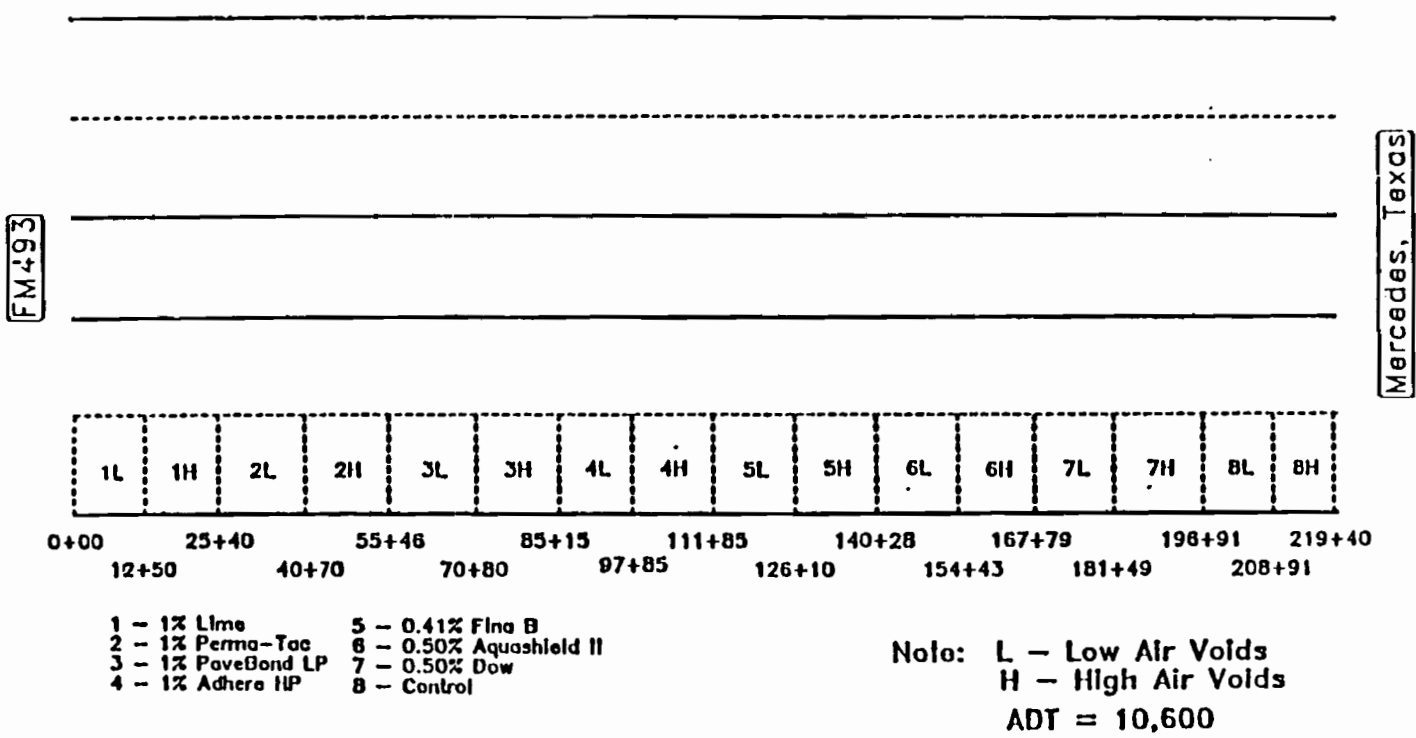 FM493
Mercedes, Texas
1L 1H 2L 2H 3L 3H 4L 4H 5L 5H 6L 6H 7L 7H 8L 8H
0+00 25+40 55+46 85+15 111+85 140+28 167+79 196+91 219+40
12+50 40+70 70+80 97+85 126+10 154+43 181+49 208+91
1 – 1% Lime 5 – 0.41% Fina B
2 – 1% Perma-Tac 6 – 0.50% Aquashield II
3 – 1% PaveBond LP 7 – 0.50% Dow
4 – 1% Adhere HP 8 – Control
Note: L – Low Air Voids
H – High Air Voids
ADT = 10,600